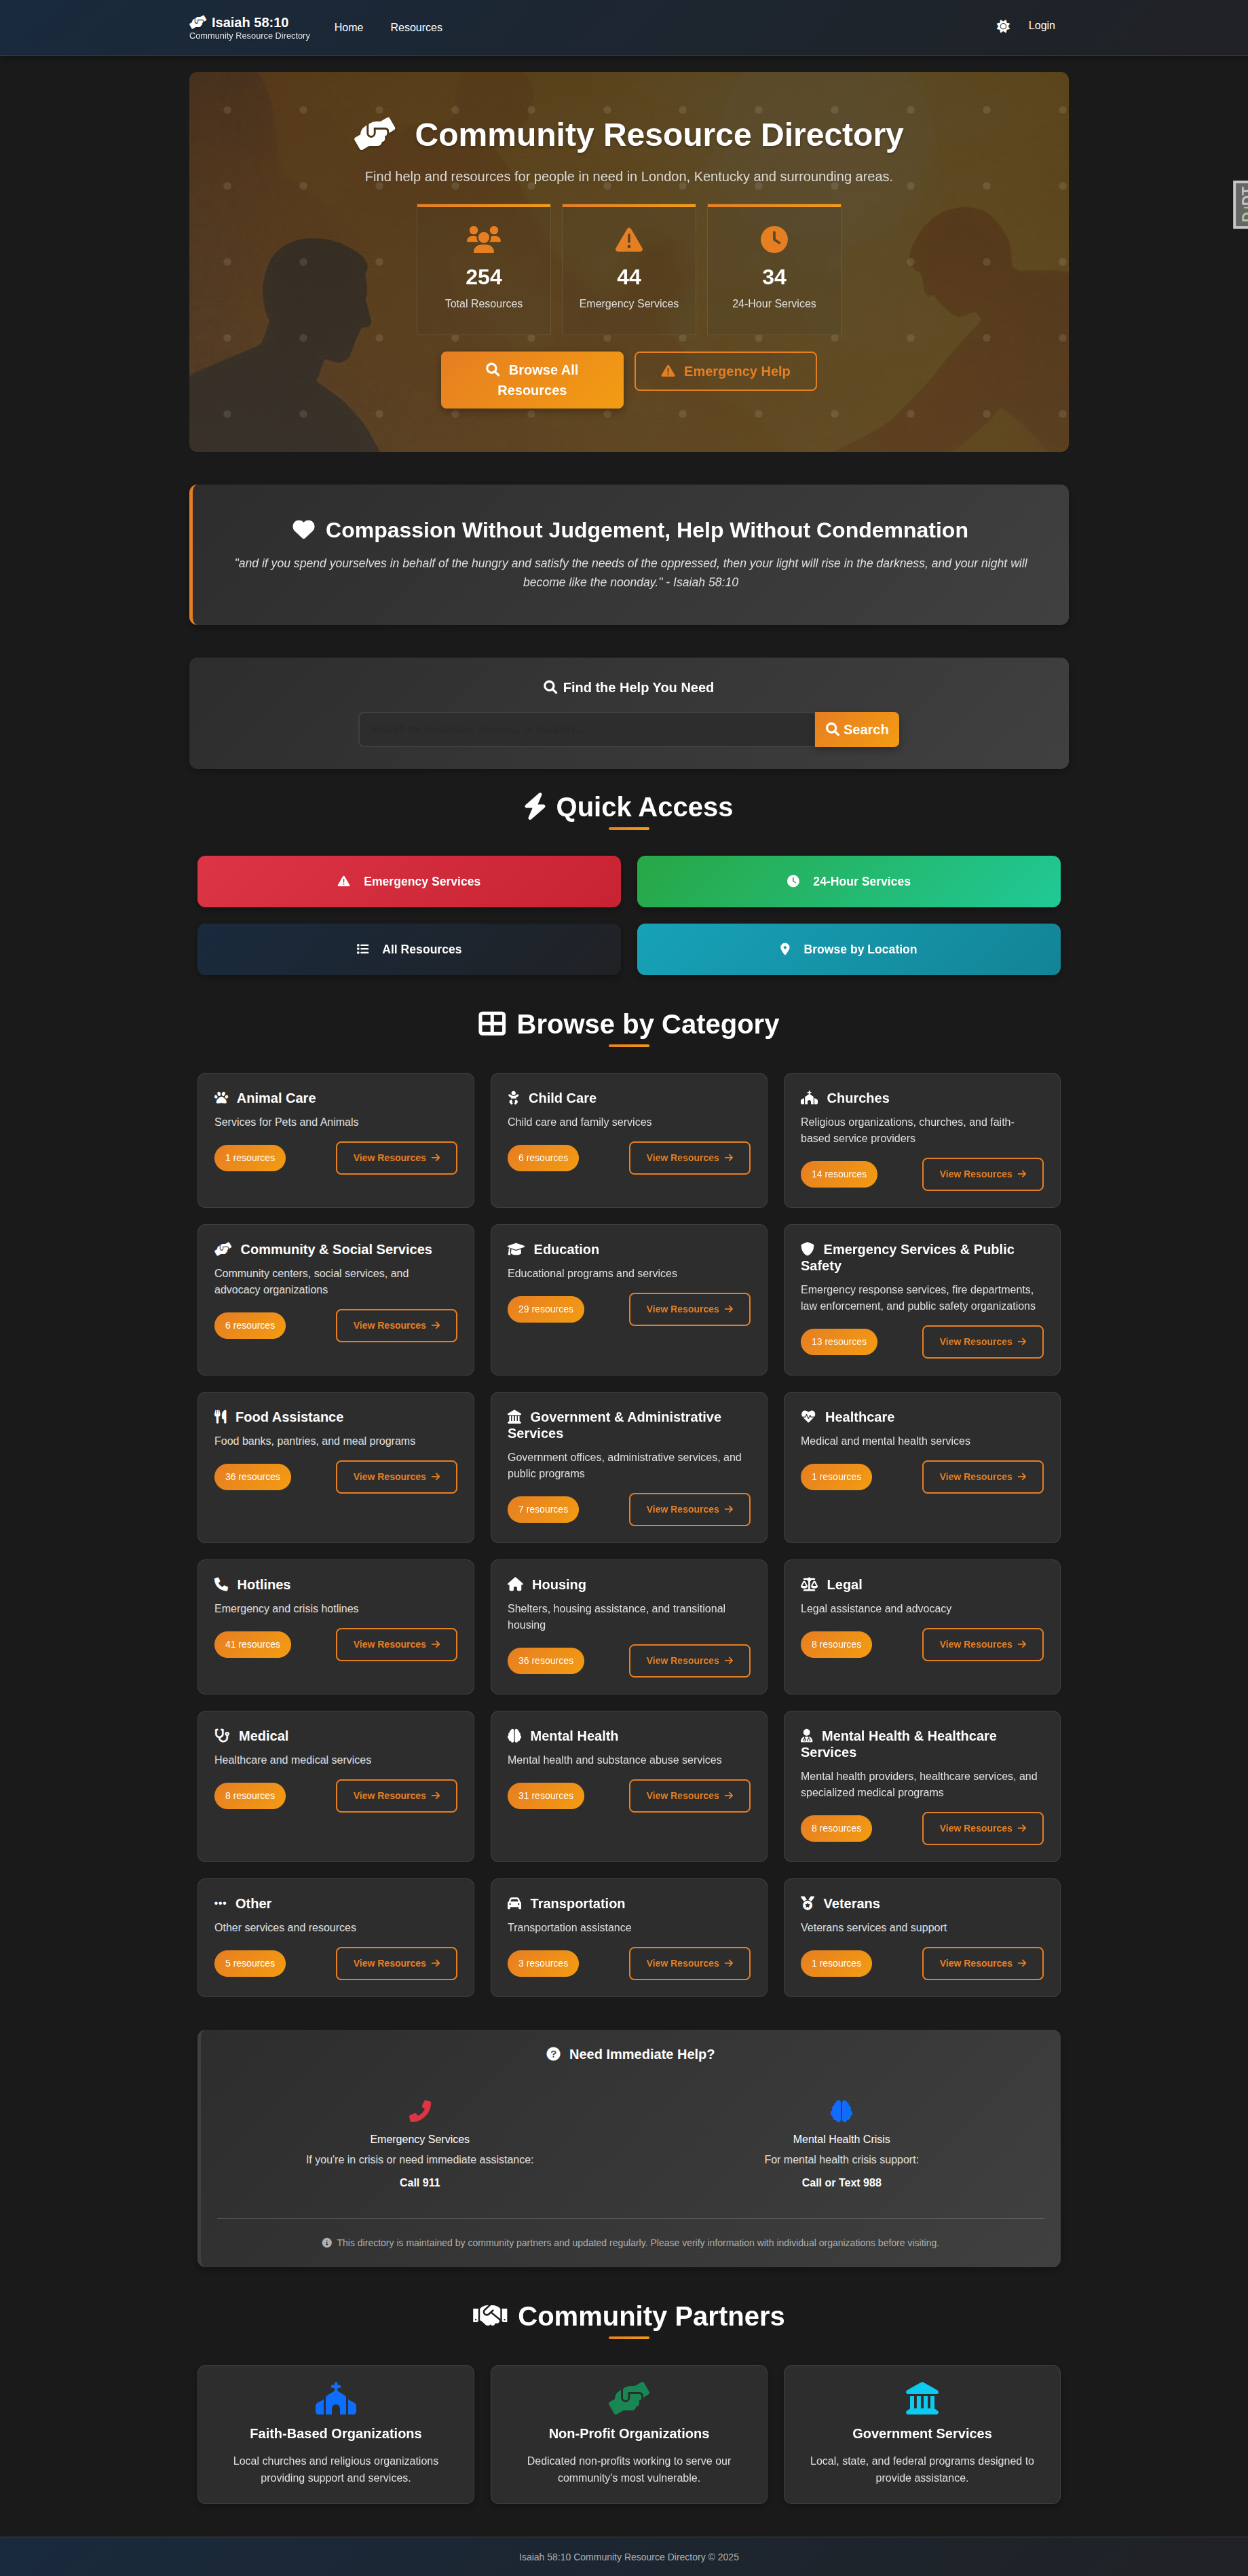 Isaiah 58:10
Community Resource Directory
Home
Resources
Login
Community Resource Directory
Find help and resources for people in need in London, Kentucky and surrounding areas.
254
Total Resources
44
Emergency Services
34
24-Hour Services
Browse All
Resources
Emergency Help
DjDT
Compassion Without Judgement, Help Without Condemnation
"and if you spend yourselves in behalf of the hungry and satisfy the needs of the oppressed, then your light will rise in the darkness, and your night will
become like the noonday." - Isaiah 58:10
Find the Help You Need
Search
Quick Access
Emergency Services
24-Hour Services
All Resources
Browse by Location
Browse by Category
Animal Care
Services for Pets and Animals
1 resources
View Resources
Child Care
Child care and family services
6 resources
View Resources
Churches
Religious organizations, churches, and faith-
based service providers
14 resources
View Resources
Community & Social Services
Community centers, social services, and
advocacy organizations
6 resources
View Resources
Education
Educational programs and services
29 resources
View Resources
Emergency Services & Public
Safety
Emergency response services, fire departments,
law enforcement, and public safety organizations
13 resources
View Resources
Food Assistance
Food banks, pantries, and meal programs
36 resources
View Resources
Government & Administrative
Services
Government offices, administrative services, and
public programs
7 resources
View Resources
Healthcare
Medical and mental health services
1 resources
View Resources
Hotlines
Emergency and crisis hotlines
41 resources
View Resources
Housing
Shelters, housing assistance, and transitional
housing
36 resources
View Resources
Legal
Legal assistance and advocacy
8 resources
View Resources
Medical
Healthcare and medical services
8 resources
View Resources
Mental Health
Mental health and substance abuse services
31 resources
View Resources
Mental Health & Healthcare
Services
Mental health providers, healthcare services, and
specialized medical programs
8 resources
View Resources
Other
Other services and resources
5 resources
View Resources
Transportation
Transportation assistance
3 resources
View Resources
Veterans
Veterans services and support
1 resources
View Resources
Need Immediate Help?
Emergency Services
If you're in crisis or need immediate assistance:
Call 911
Mental Health Crisis
For mental health crisis support:
Call or Text 988
This directory is maintained by community partners and updated regularly. Please verify information with individual organizations before visiting.
Community Partners
Faith-Based Organizations
Local churches and religious organizations
providing support and services.
Non-Profit Organizations
Dedicated non-profits working to serve our
community's most vulnerable.
Government Services
Local, state, and federal programs designed to
provide assistance.
Isaiah 58:10 Community Resource Directory © 2025